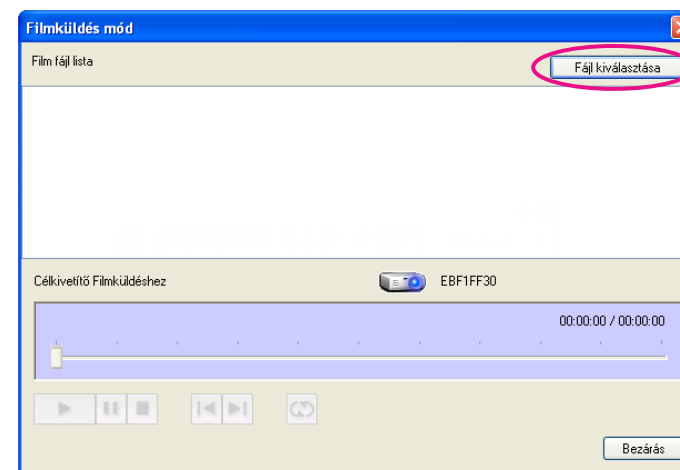 Filmküldés mód
Film fájl lista
Fájl kiválasztása
Célkivetítő Filmküldéshez
EBF1FF30
00:00:00 / 00:00:00
Bezárás